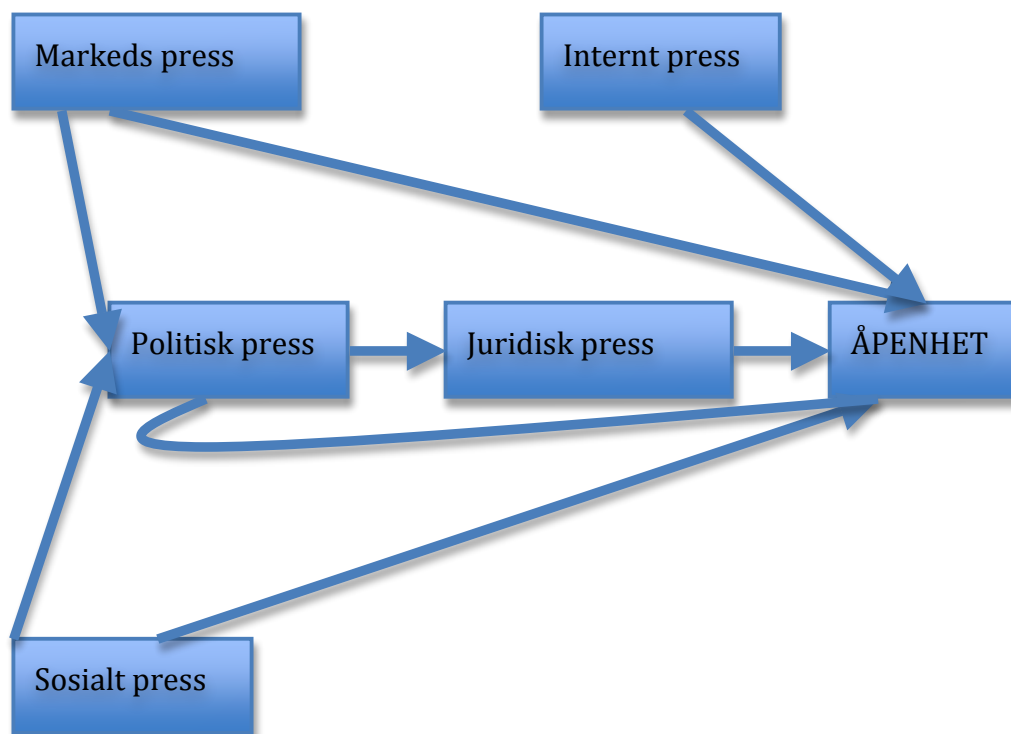 Markeds press
Internt press
Politisk press
Juridisk press
ÅPENHET
Sosialt press